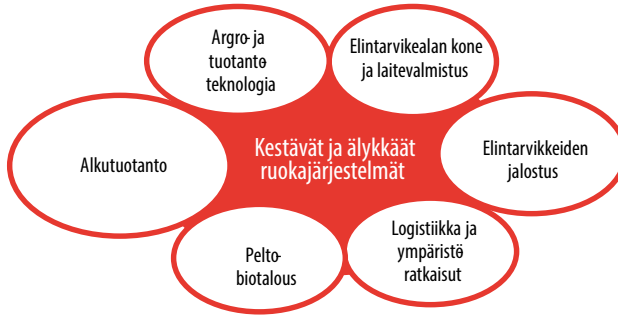 Argro- ja
tuotanto-
teknologia
Elintarvikealan kone
ja laitevalmistus
Alkutuotanto
Kestävät ja älykkäät
ruokajärjestelmät
Elintarvikkeiden
jalostus
Pelto-
biotalous
Logistiikka ja
ympäristö-
ratkaisut